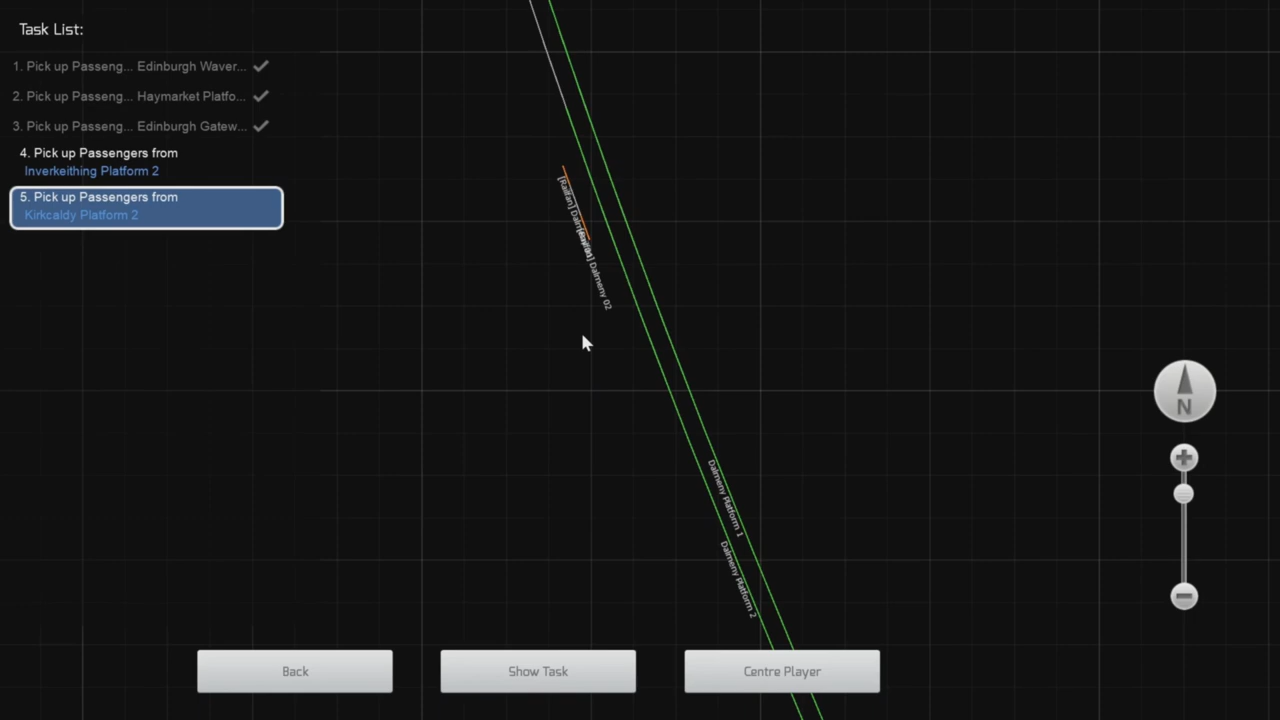 Task List:
1. Pick up Passeng... Edinburgh Waver...
2. Pick up Passeng... Haymarket Platfo...
3. Pick up Passeng... Edinburgh Gatew...
4. Pick up Passengers from
Inverkeithing Platform 2
5. Pick up Passengers from
Kirkcaldy Platform 2
[Railfan]
Dalmeny 02
Dalmeny Platform 1
Dalmeny Platform 2
N
Back
Show Task
Centre Player